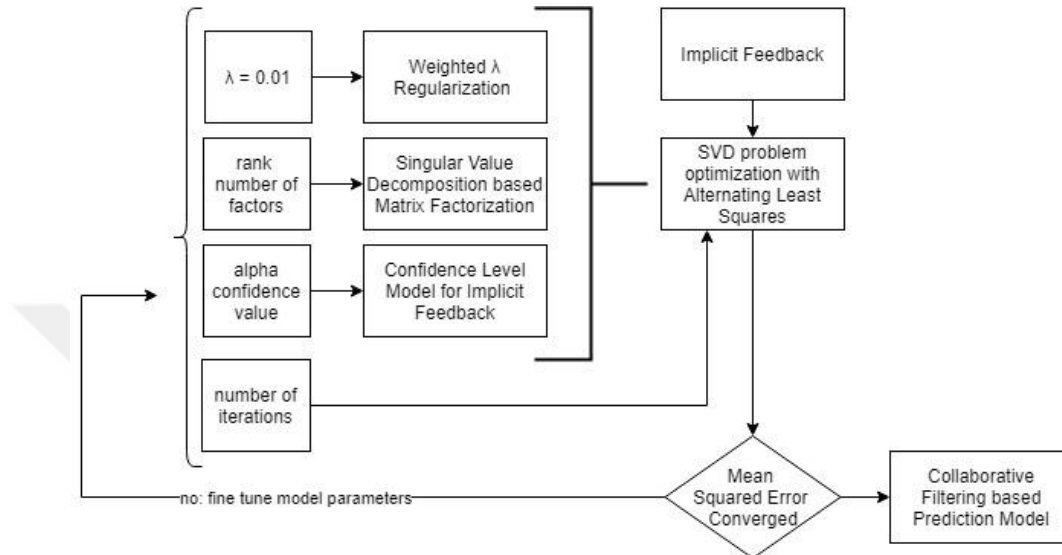 λ = 0.01
Weighted λ
Regularization
Implicit Feedback
rank
number of
factors
Singular Value
Decomposition based
Matrix Factorization
SVD problem
optimization with
Alternating Least
Squares
alpha
confidence
value
Confidence Level
Model for Implicit
Feedback
number of
iterations
no: fine tune model parameters
Mean
Squared Error
Converged
Collaborative
Filtering based
Prediction Model